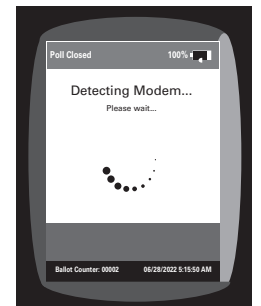 Poll Closed 100%
Detecting Modem...
Please wait...
Ballot Counter: 00002 06/28/2022 5:15:50 AM